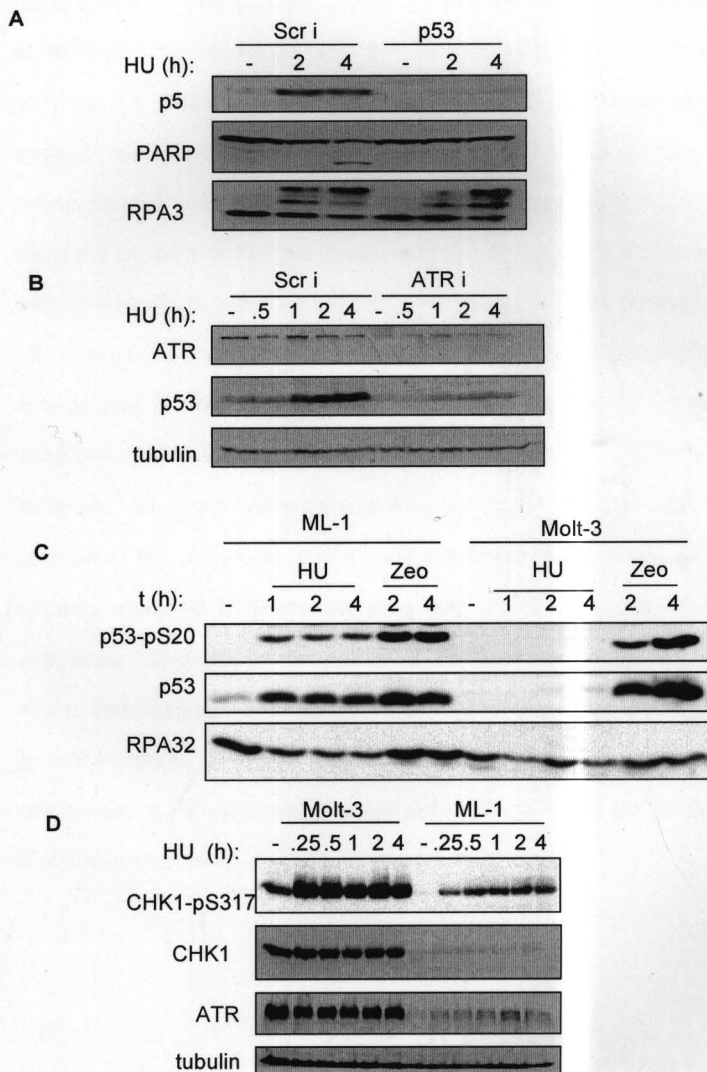 A
Scr i p53
HU (h): - 2 4 - 2 4
p5
PARP
RPA3
B
Scr i ATR i
HU (h): - .5 1 2 4 - .5 1 2 4
ATR
p53
tubulin
C
ML-1 Molt-3
HU Zeo HU Zeo
t (h): - 1 2 4 2 4 - 1 2 4 2 4
p53-pS20
p53
RPA32
D
Molt-3 ML-1
HU (h): - .25 .5 1 2 4 - .25 .5 1 2 4
CHK1-pS317
CHK1
ATR
tubulin